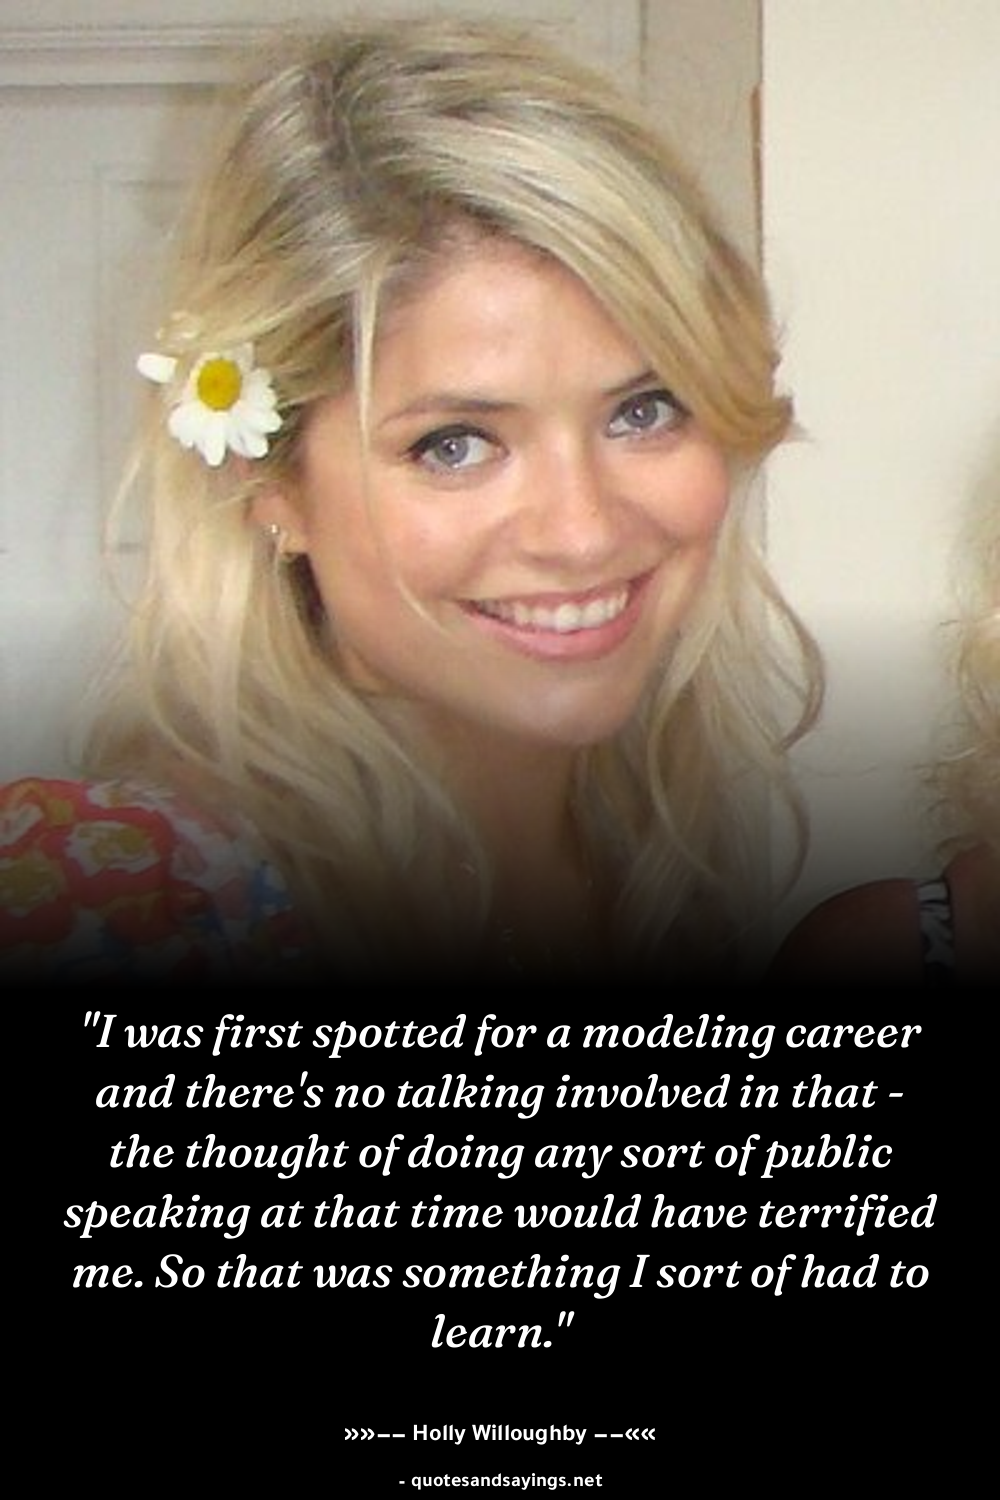 "I was first spotted for a modeling career
and there's no talking involved in that -
the thought of doing any sort of public
speaking at that time would have terrified
me. So that was something I sort of had to
learn."
»»-- Holly Willoughby --««
- quotesandsayings.net